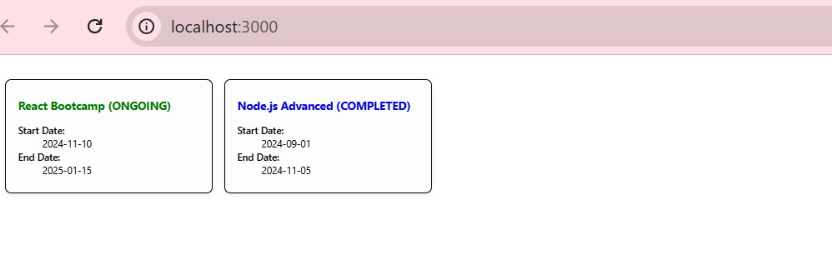 localhost:3000
React Bootcamp (ONGOING)
Start Date:
2024-11-10
End Date:
2025-01-15
Node.js Advanced (COMPLETED)
Start Date:
2024-09-01
End Date:
2024-11-05